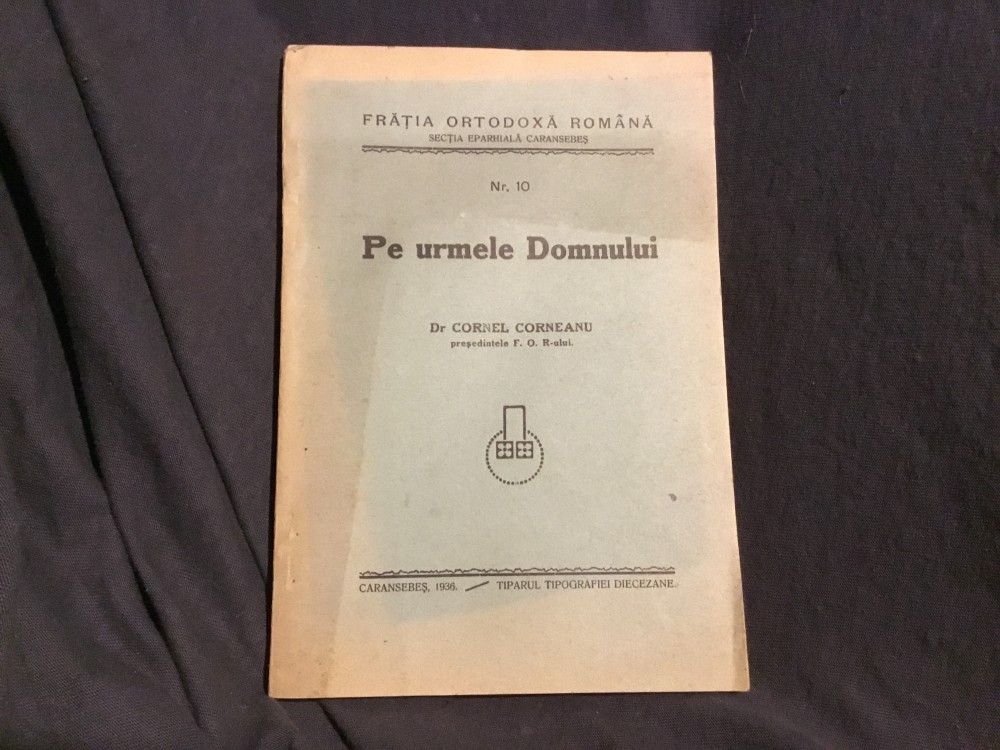 FRĂȚIA ORTODOXĂ ROMÂNĂ
SECȚIA EPARHIALĂ CARANSEBEȘ
Nr. 10
Pe urmele Domnului
Dr CORNEL CORNEANU
președintele F. O. R-ului.
CARANSEBEȘ, 1936. — TIPARUL TIPOGRAFIEI DIECEZANE.